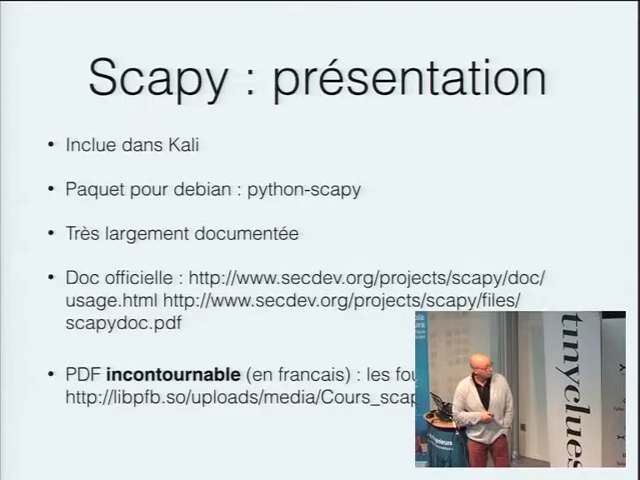 Scapy : présentation
• Inclue dans Kali
• Paquet pour debian : python-scapy
• Très largement documentée
• Doc officielle : http://www.secdev.org/projects/scapy/doc/
usage.html http://www.secdev.org/projects/scapy/files/
scapydoc.pdf
• PDF incontournable (en francais) : les
http://libpfb.so/uploads/media/Cours_scap
tinyclues